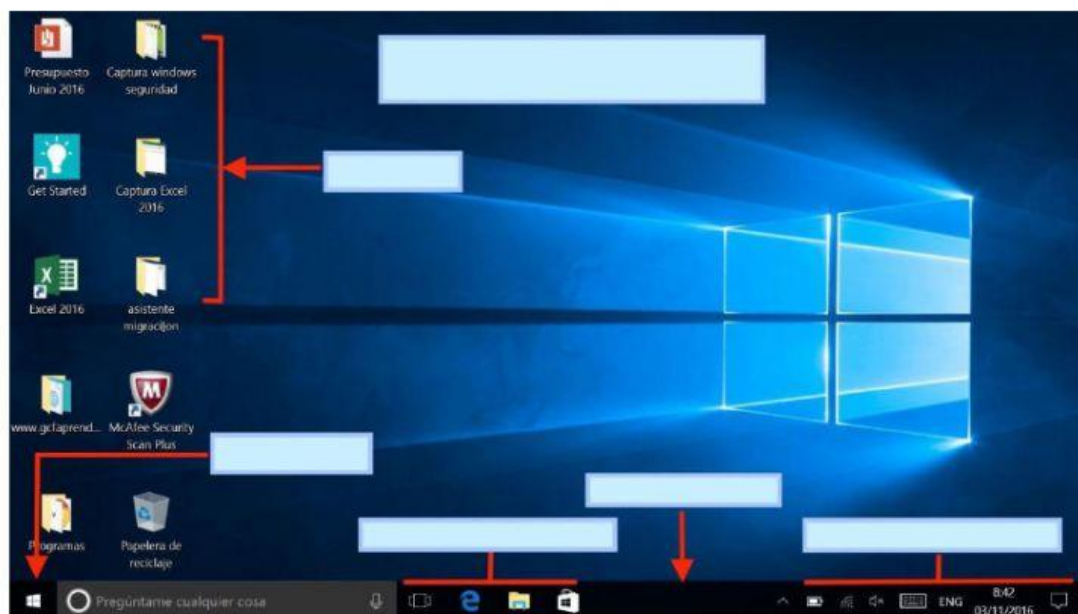 Presupuesto
Junio 2016
Captura windows
seguridad
Get Started
Captura Excel
2016
Excel 2016
asistente
migraciion
www.gcfaprend...
McAfee Security
Scan Plus
Programas
Papelera de
reciclaje
Pregúntame cualquier cosa
ENG
8:42
03/11/2016